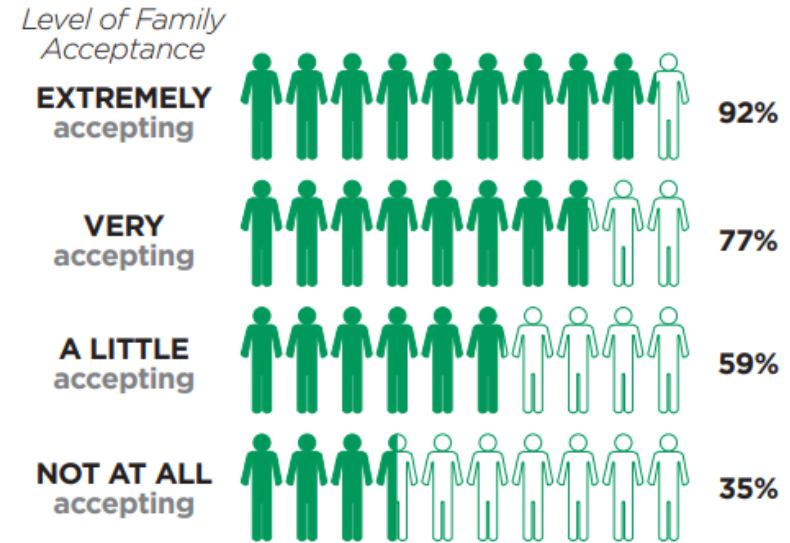 Level of Family
Acceptance
EXTREMELY
accepting
92%
VERY
accepting
77%
A LITTLE
accepting
59%
NOT AT ALL
accepting
35%